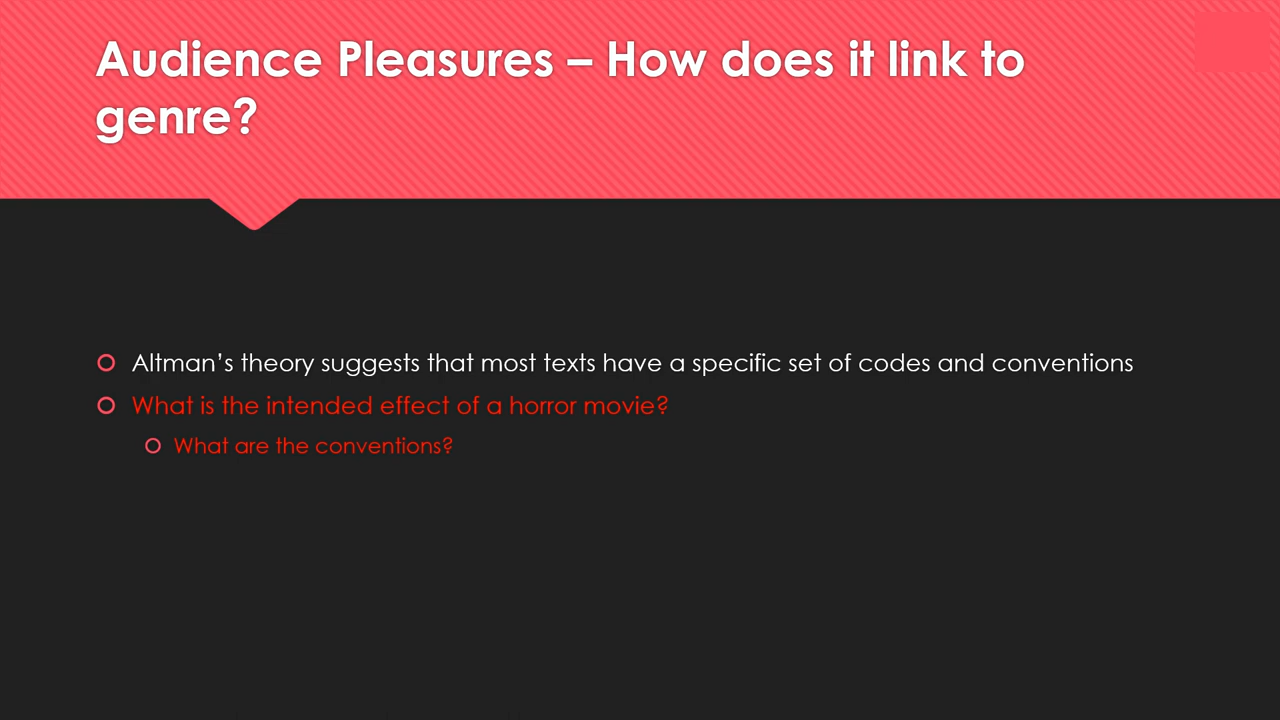 Audience Pleasures – How does it link to
genre?
Altman’s theory suggests that most texts have a specific set of codes and conventions
What is the intended effect of a horror movie?
What are the conventions?